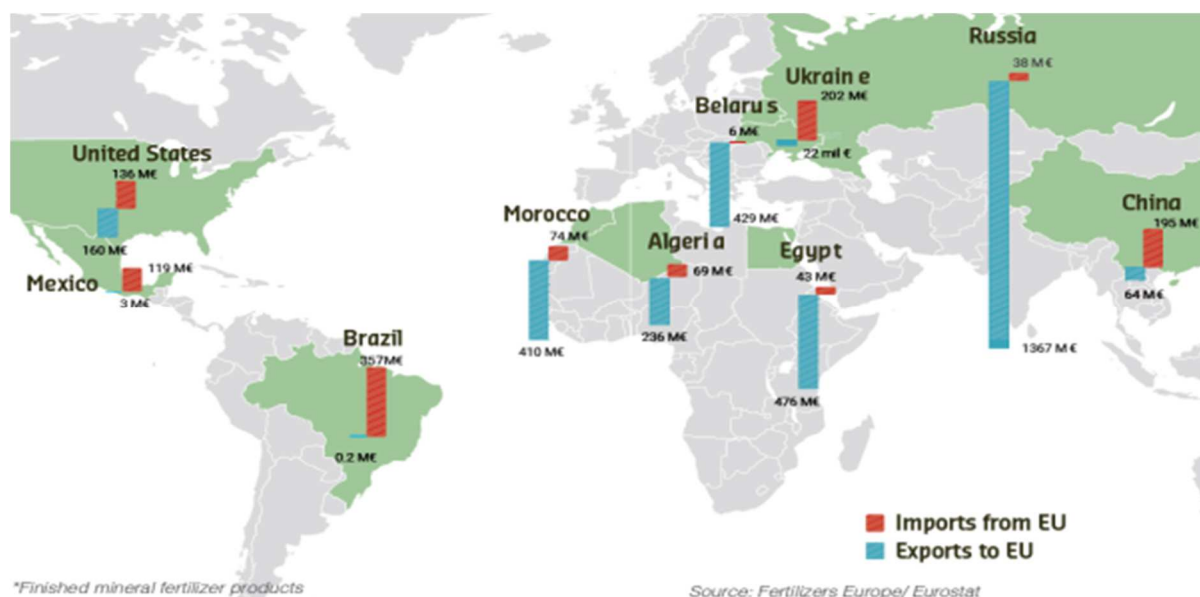 Russia
38 M€
Ukraine
202 M€
Belarus
6 M€
22 mil €
United States
136 M€
160 M€
China
195 M€
64 M€
Morocco
74 M€
429 M€
Algeria
69 M€
Egypt
43 M€
Mexico
119 M€
3 M€
236 M€
410 M€
1367 M€
Brazil
357M€
476 M€
0.2 M€
Imports from EU
Exports to EU
*Finished mineral fertilizer products
Source: Fertilizers Europe/ Eurostat